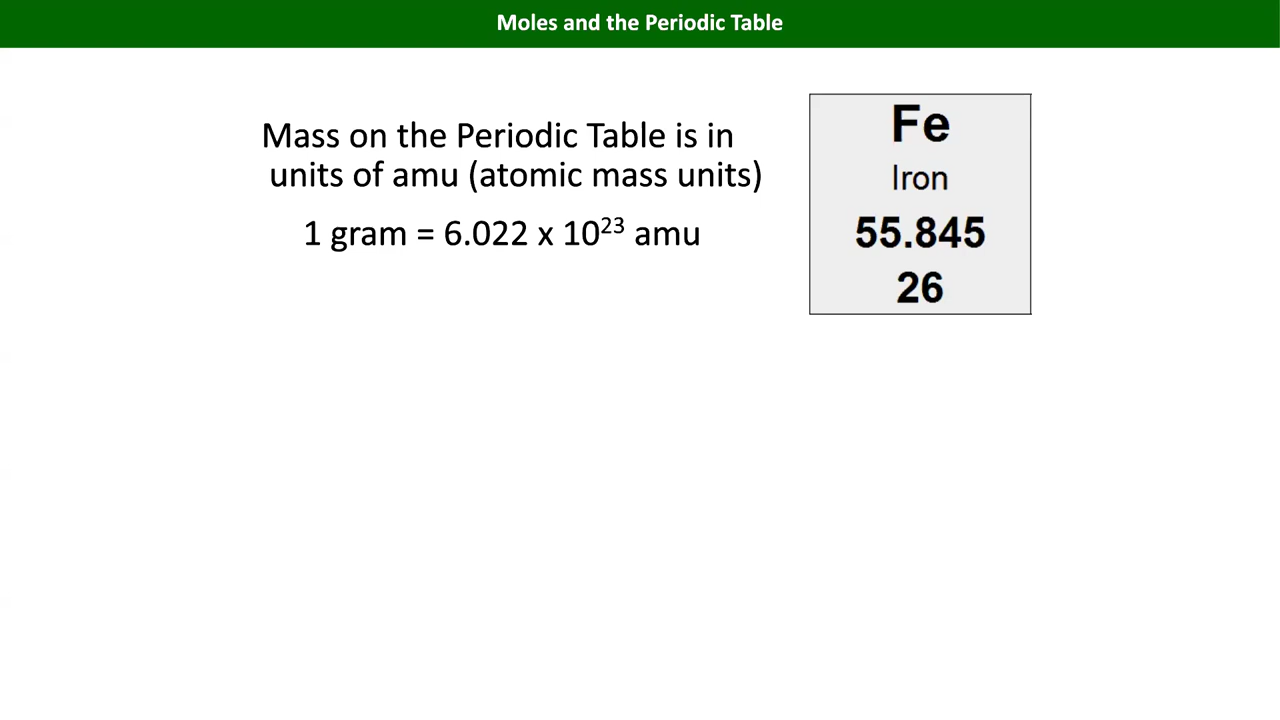 Moles and the Periodic Table
Mass on the Periodic Table is in
units of amu (atomic mass units)
1 gram = 6.022 x 10²³ amu
Fe
Iron
55.845
26